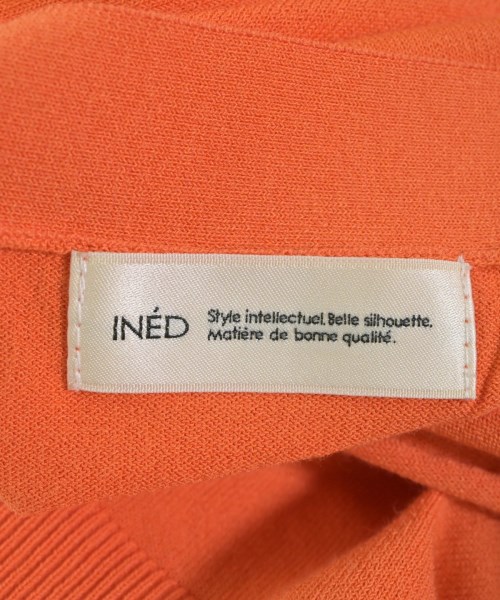 INÉD
Style intellectuel. Belle silhouette.
Matière de bonne qualité.